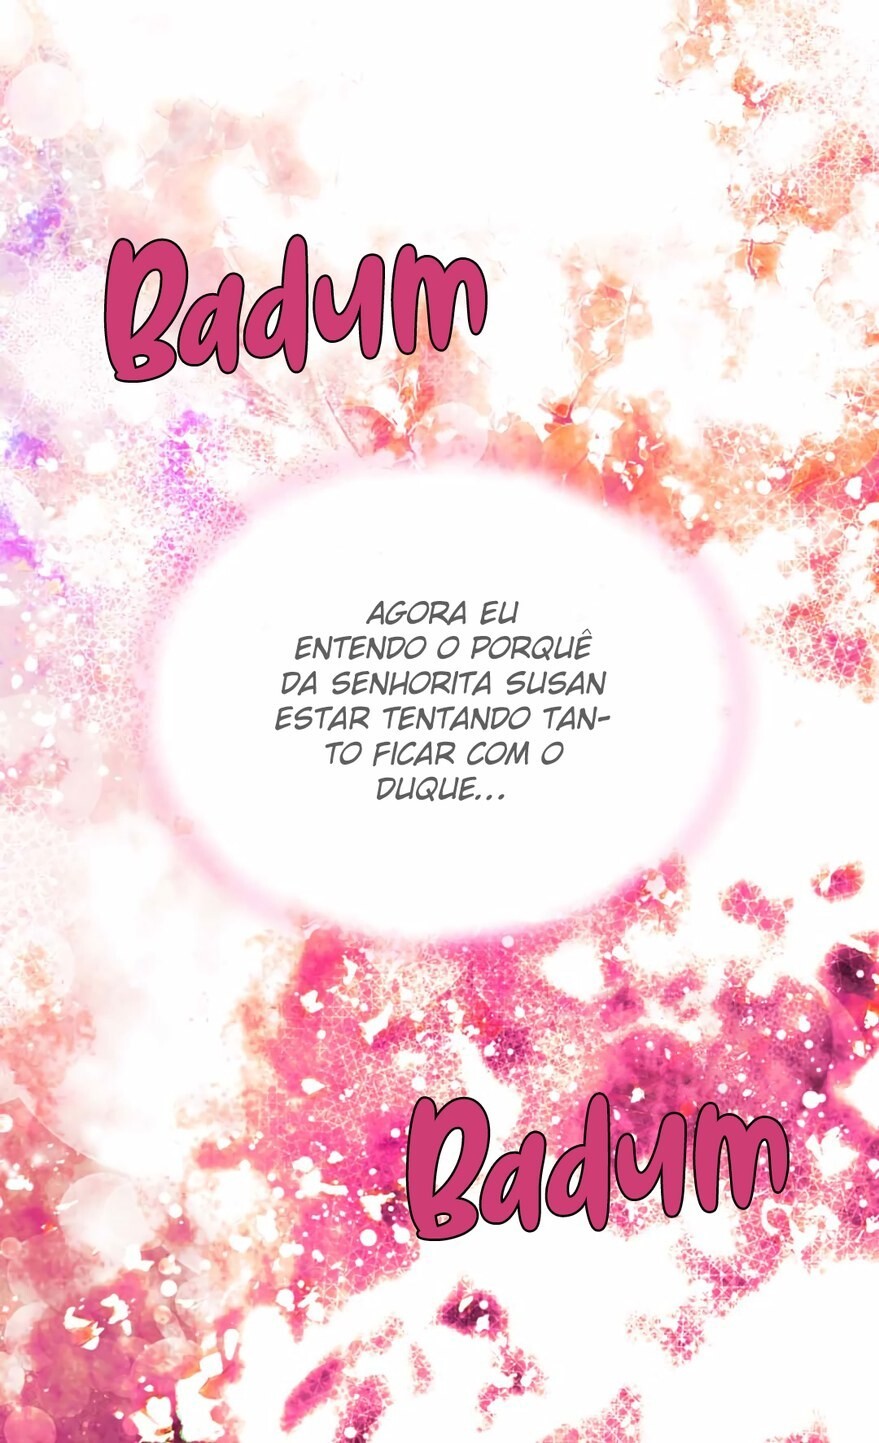 Badum
AGORA EU
ENTENDO O PORQUÊ
DA SENHORITA SUSAN
ESTAR TENTANDO TAN-
TO FICAR COM O
DUQUE...
Badum